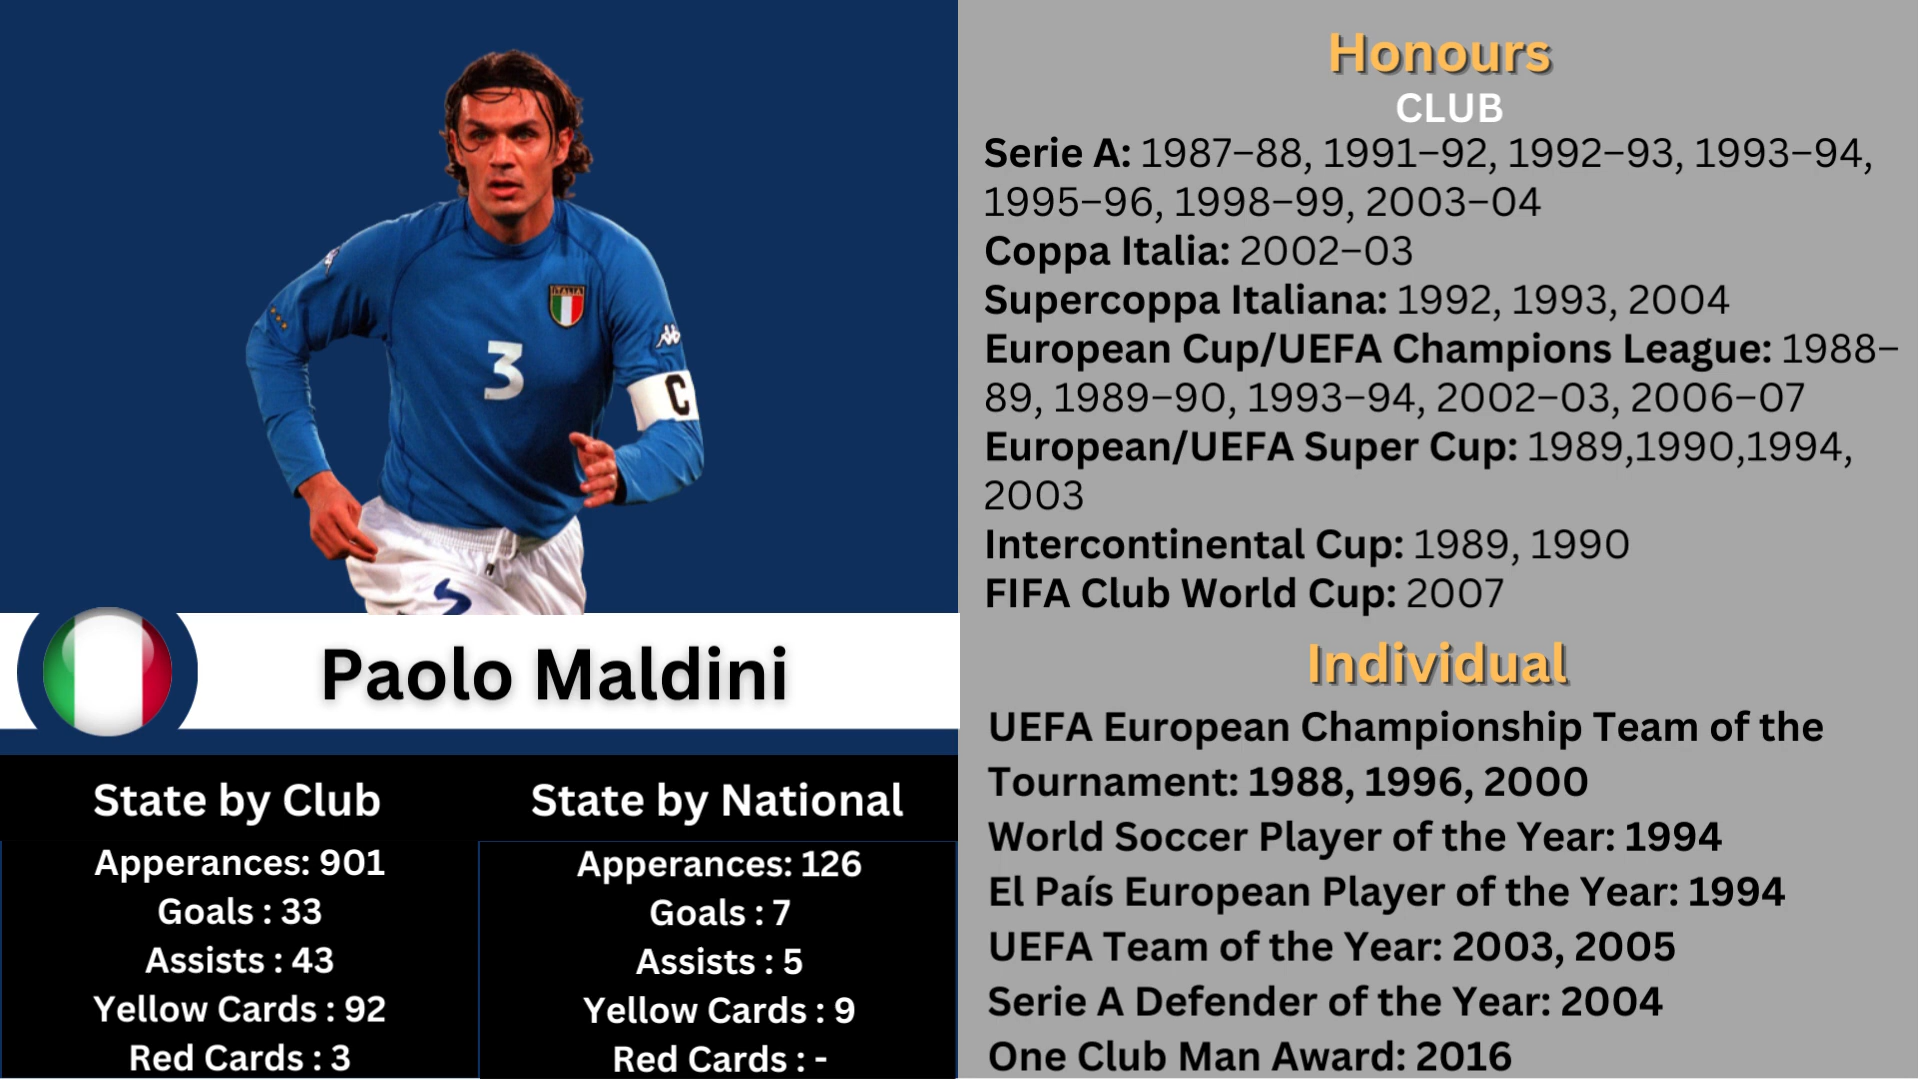 ITALIA
3
C
Paolo Maldini
State by Club
Apperances: 901
Goals : 33
Assists : 43
Yellow Cards : 92
Red Cards : 3
State by National
Apperances: 126
Goals : 7
Assists : 5
Yellow Cards : 9
Red Cards : -
Honours
CLUB
Serie A: 1987–88, 1991–92, 1992–93, 1993–94,
1995–96, 1998–99, 2003–04
Coppa Italia: 2002–03
Supercoppa Italiana: 1992, 1993, 2004
European Cup/UEFA Champions League: 1988–
89, 1989–90, 1993–94, 2002–03, 2006–07
European/UEFA Super Cup: 1989,1990,1994,
2003
Intercontinental Cup: 1989, 1990
FIFA Club World Cup: 2007
Individual
UEFA European Championship Team of the
Tournament: 1988, 1996, 2000
World Soccer Player of the Year: 1994
El País European Player of the Year: 1994
UEFA Team of the Year: 2003, 2005
Serie A Defender of the Year: 2004
One Club Man Award: 2016